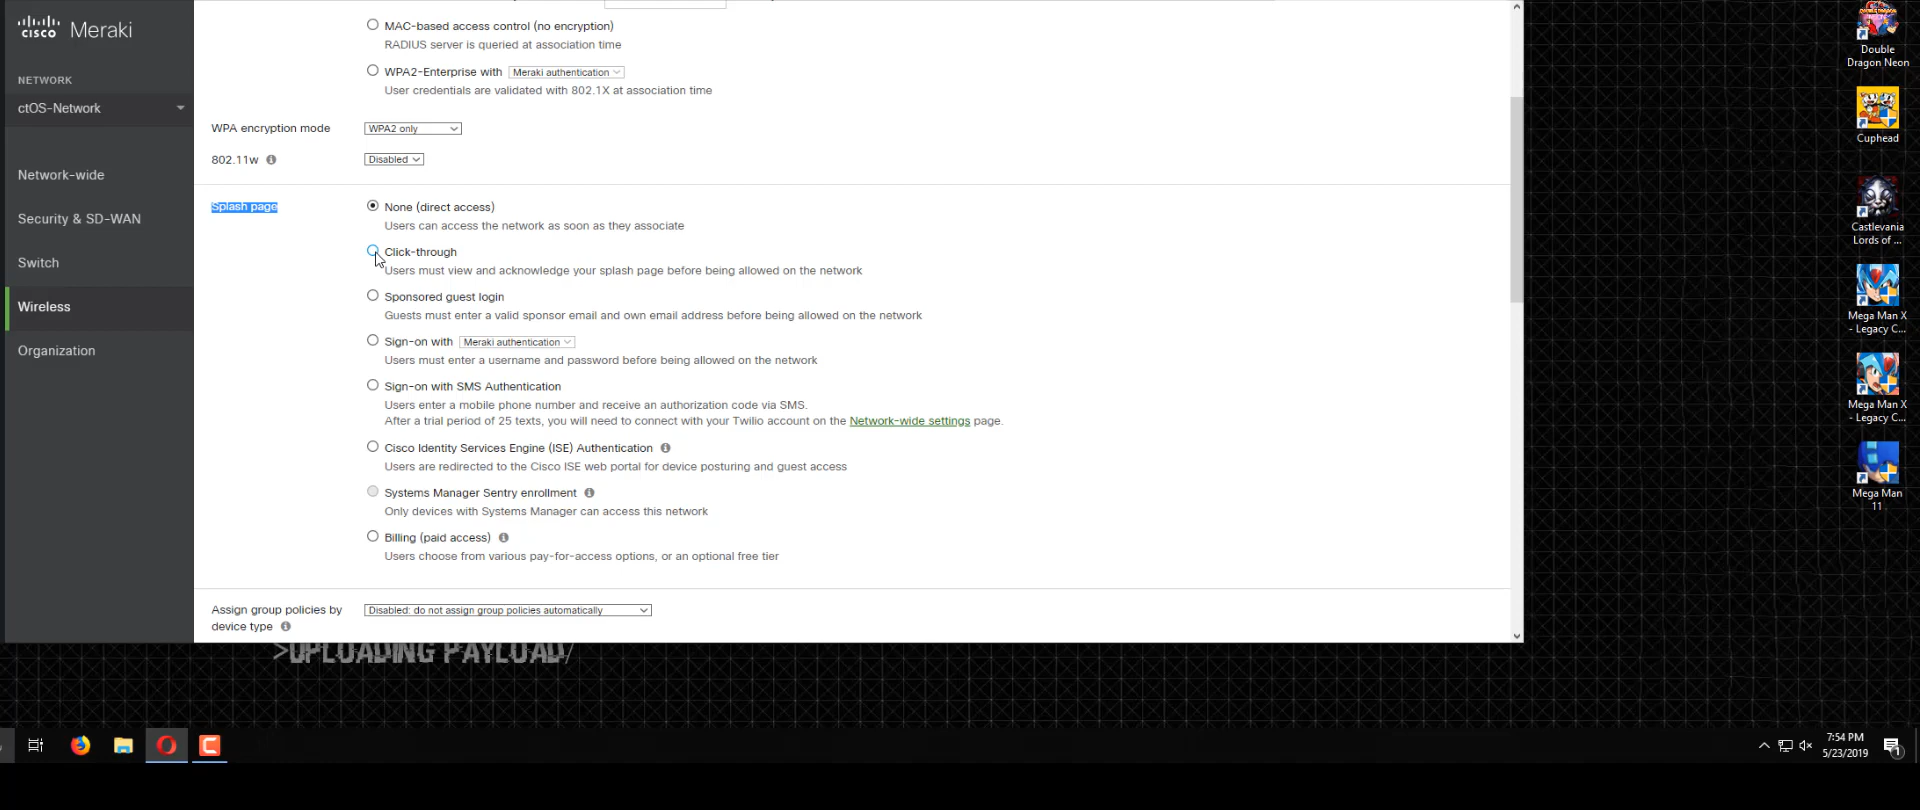 cisco Meraki
NETWORK
ctOS-Network
Network-wide
Security & SD-WAN
Switch
Wireless
Organization
MAC-based access control (no encryption)
RADIUS server is queried at association time
WPA2-Enterprise with Meraki authentication
User credentials are validated with 802.1X at association time
WPA encryption mode WPA2 only
802.11w Disabled
Splash page
None (direct access)
Users can access the network as soon as they associate
Click-through
Users must view and acknowledge your splash page before being allowed on the network
Sponsored guest login
Guests must enter a valid sponsor email and own email address before being allowed on the network
Sign-on with Meraki authentication
Users must enter a username and password before being allowed on the network
Sign-on with SMS Authentication
Users enter a mobile phone number and receive an authorization code via SMS.
After a trial period of 25 texts, you will need to connect with your Twilio account on the Network-wide settings page.
Cisco Identity Services Engine (ISE) Authentication
Users are redirected to the Cisco ISE web portal for device posturing and guest access
Systems Manager Sentry enrollment
Only devices with Systems Manager can access this network
Billing (paid access)
Users choose from various pay-for-access options, or an optional free tier
Assign group policies by
device type
Disabled: do not assign group policies automatically
>UPLOADING PAYLOAD/
Double
Dragon Neon
Cuphead
Castlevania
Lords of ...
Mega Man X
- Legacy C...
Mega Man X
- Legacy C...
Mega Man
11
7:54 PM
5/23/2019
1